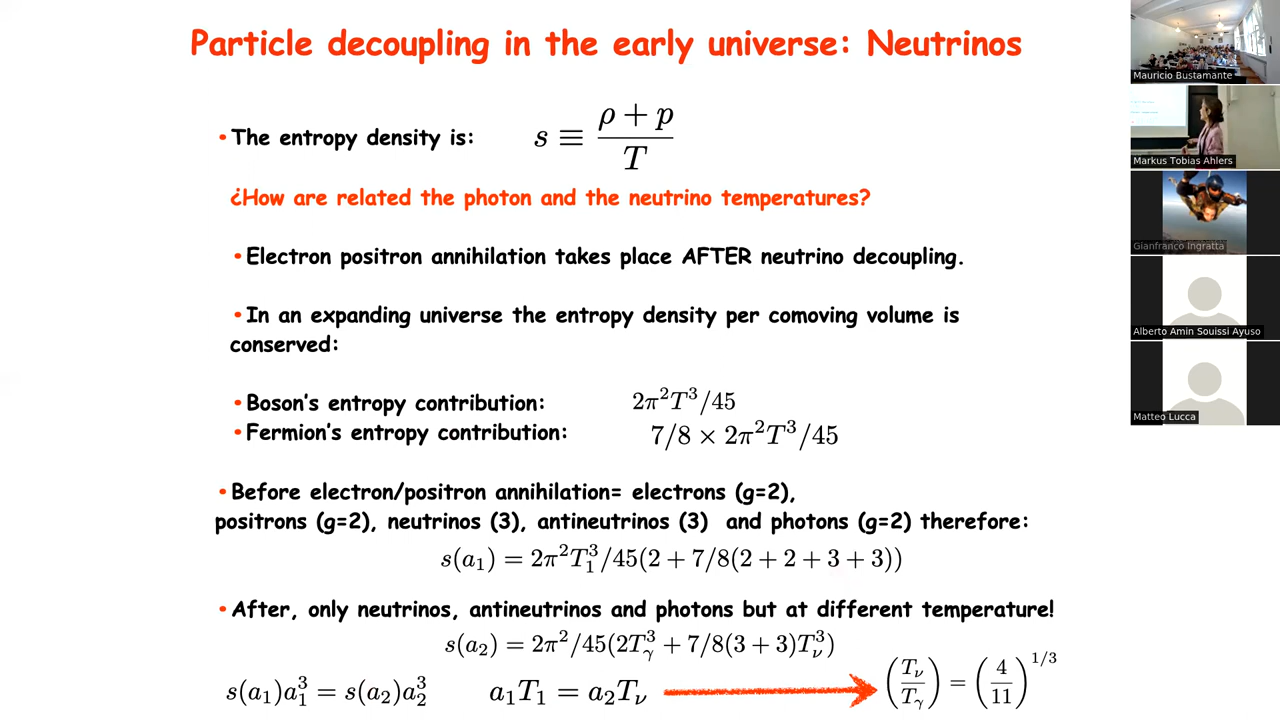 Particle decoupling in the early universe: Neutrinos
•The entropy density is: s ≡ (ρ + p)/T
¿How are related the photon and the neutrino temperatures?
•Electron positron annihilation takes place AFTER neutrino decoupling.
•In an expanding universe the entropy density per comoving volume is
conserved:
•Boson's entropy contribution: 2π²T³/45
•Fermion's entropy contribution: 7/8 × 2π²T³/45
•Before electron/positron annihilation= electrons (g=2),
positrons (g=2), neutrinos (3), antineutrinos (3) and photons (g=2) therefore:
s(a₁) = 2π²T₁³/45(2 + 7/8(2 + 2 + 3 + 3))
•After, only neutrinos, antineutrinos and photons but at different temperature!
s(a₂) = 2π²/45(2Tγ³ + 7/8(3 + 3)Tν³)
s(a₁)a₁³ = s(a₂)a₂³ a₁T₁ = a₂Tν (Tν/Tγ) = (4/11)^1/3
Mauricio Bustamante
Markus Tobias Ahlers
Gianfranco Ingratta
Alberto Amin Souissi Ayuso
Matteo Lucca